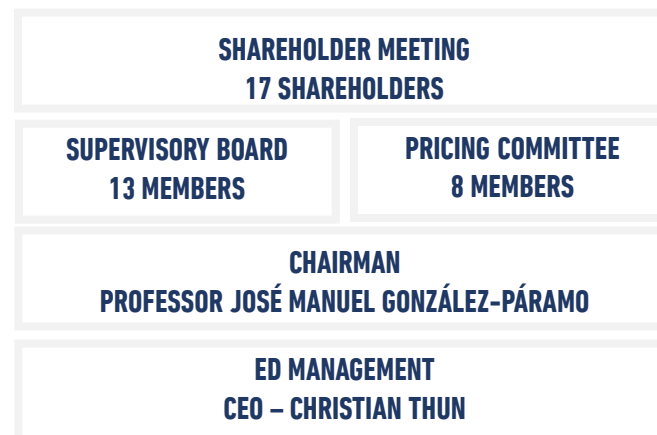 SHAREHOLDER MEETING
17 SHAREHOLDERS
SUPERVISORY BOARD
13 MEMBERS
PRICING COMMITTEE
8 MEMBERS
CHAIRMAN
PROFESSOR JOSÉ MANUEL GONZÁLEZ-PÁRAMO
ED MANAGEMENT
CEO – CHRISTIAN THUN